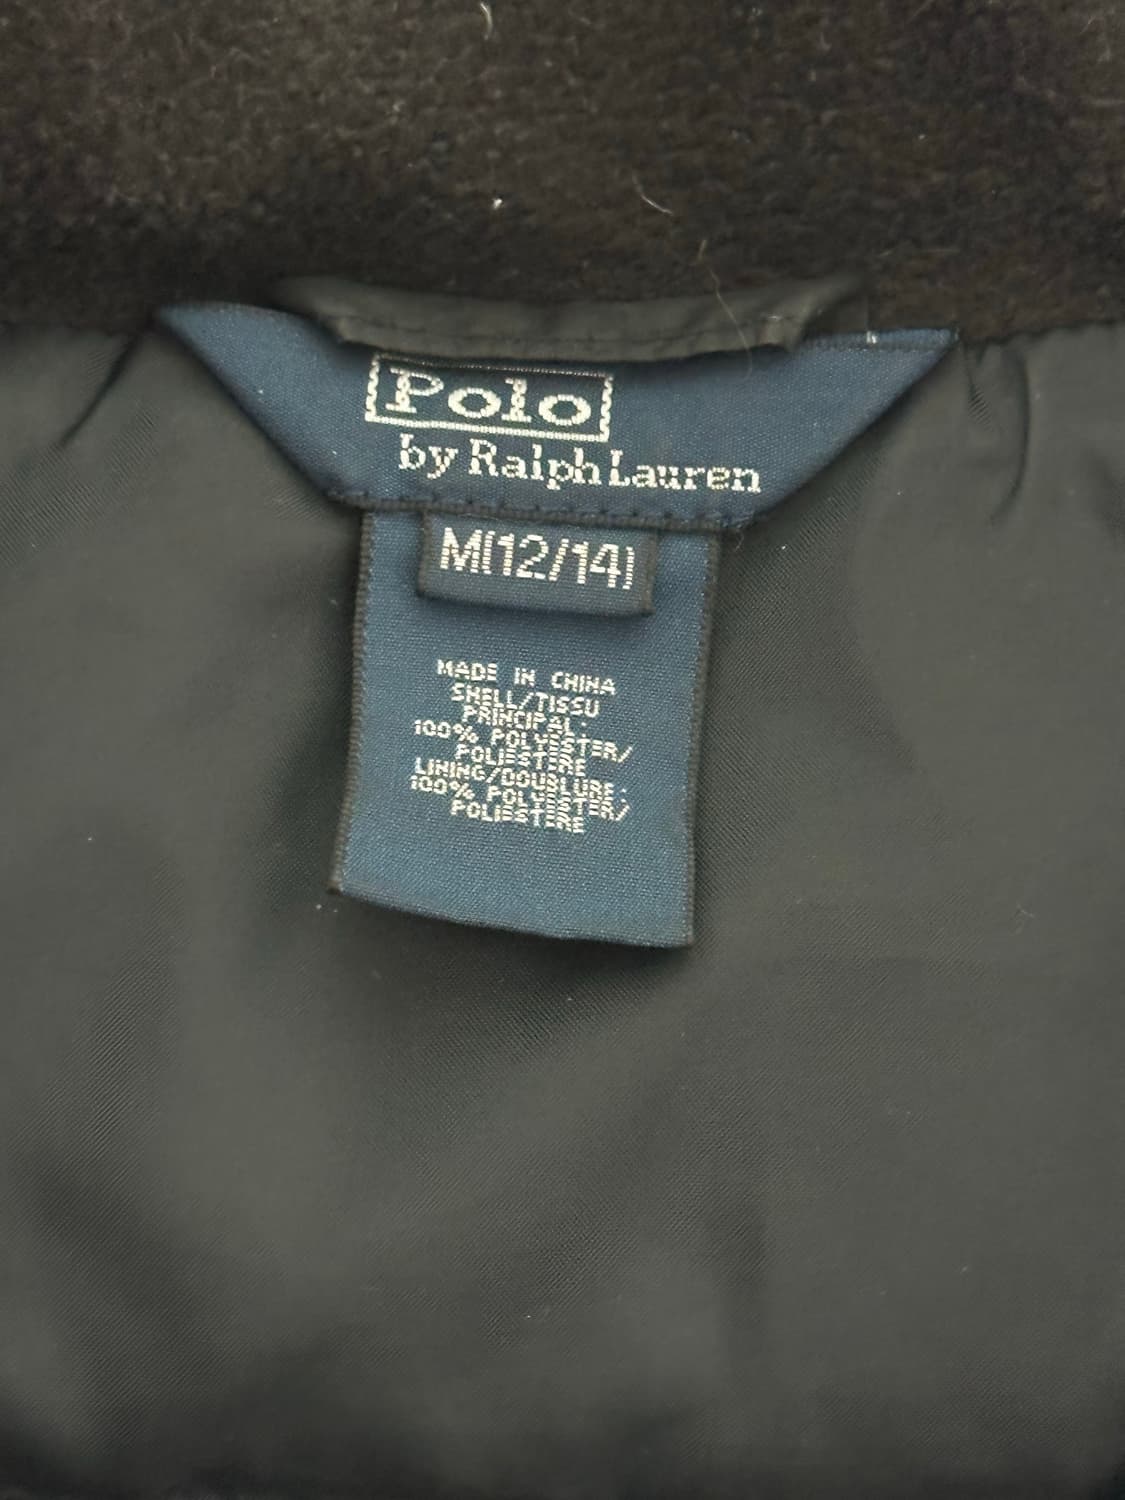 Polo
by Ralph Lauren
M(12/14)
MADE IN CHINA
SHELL/TISSU
PRINCIPAL:
100% POLYESTER/
POLIESTERE
LINING/DOUBLURE:
100% POLYESTER/
POLIESTERE